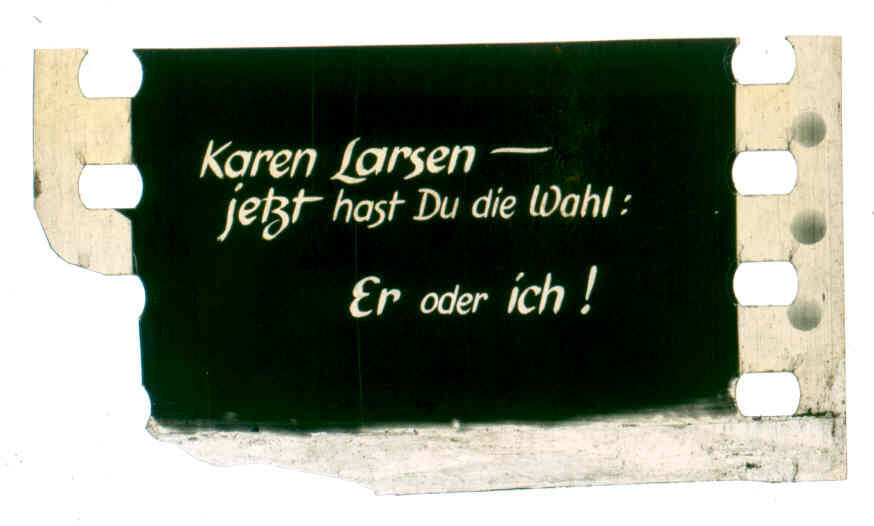 Karen Larsen —
jetzt hast Du die Wahl:
Er oder ich!